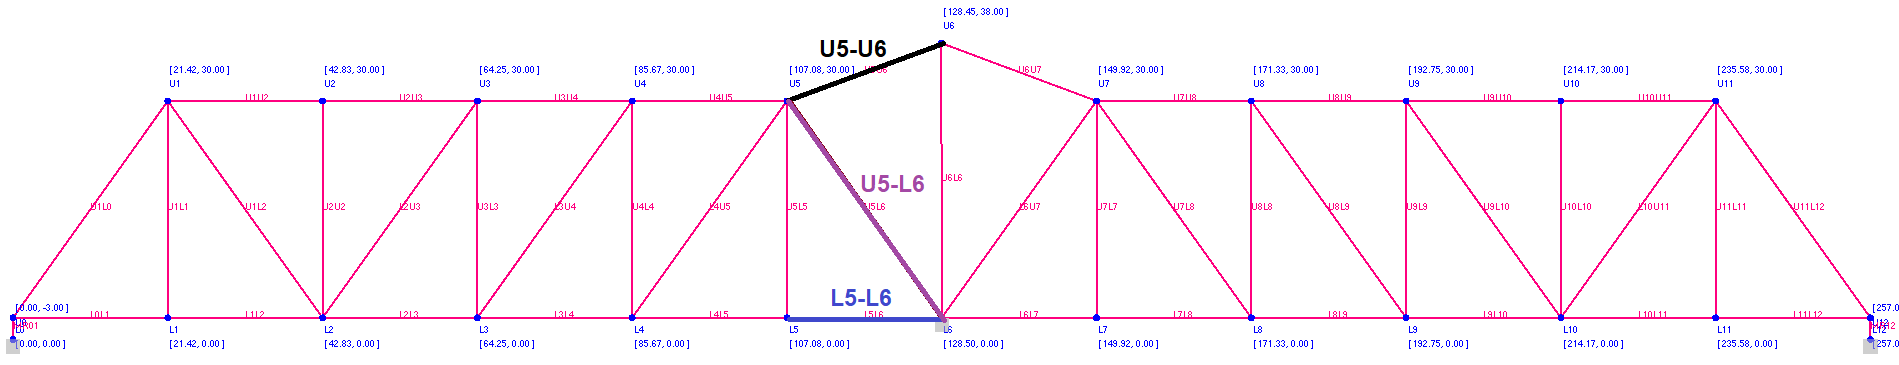 [128.45, 38.00]
U6
U5-U6
[21.42, 30.00]
[42.83, 30.00]
[64.25, 30.00]
[85.67, 30.00]
[107.08, 30.00]
[149.92, 30.00]
[171.33, 30.00]
[192.75, 30.00]
[214.17, 30.00]
[235.58, 30.00]
U1
U2
U3
U4
U5
U7
U8
U9
U10
U11
U6U7
U1U2
U2U3
U3U4
U4U5
U7U8
U8U9
U9U10
U10U11
U6L6
U5-L6
U1L0
U1L1
U1L2
U2U2
L2U3
U3L3
L3U4
U4L4
L4U5
U5L5
U5L6
L6U7
U7L7
U7L8
U8L8
U8L9
U9L9
U9L10
U10L10
L10U11
U11L11
U11L12
L5-L6
[0.00, -3.00]
[257.0
L0L1
L1L2
L2L3
L3L4
L4L5
L5L6
L6L7
L7L8
L8L9
L9L10
L10L11
L11L12
L1
L2
L3
L4
L5
L6
L7
L8
L9
L10
L11
L12
[0.00, 0.00]
[21.42, 0.00]
[42.83, 0.00]
[64.25, 0.00]
[85.67, 0.00]
[107.08, 0.00]
[128.50, 0.00]
[149.92, 0.00]
[171.33, 0.00]
[192.75, 0.00]
[214.17, 0.00]
[235.58, 0.00]
[257.0